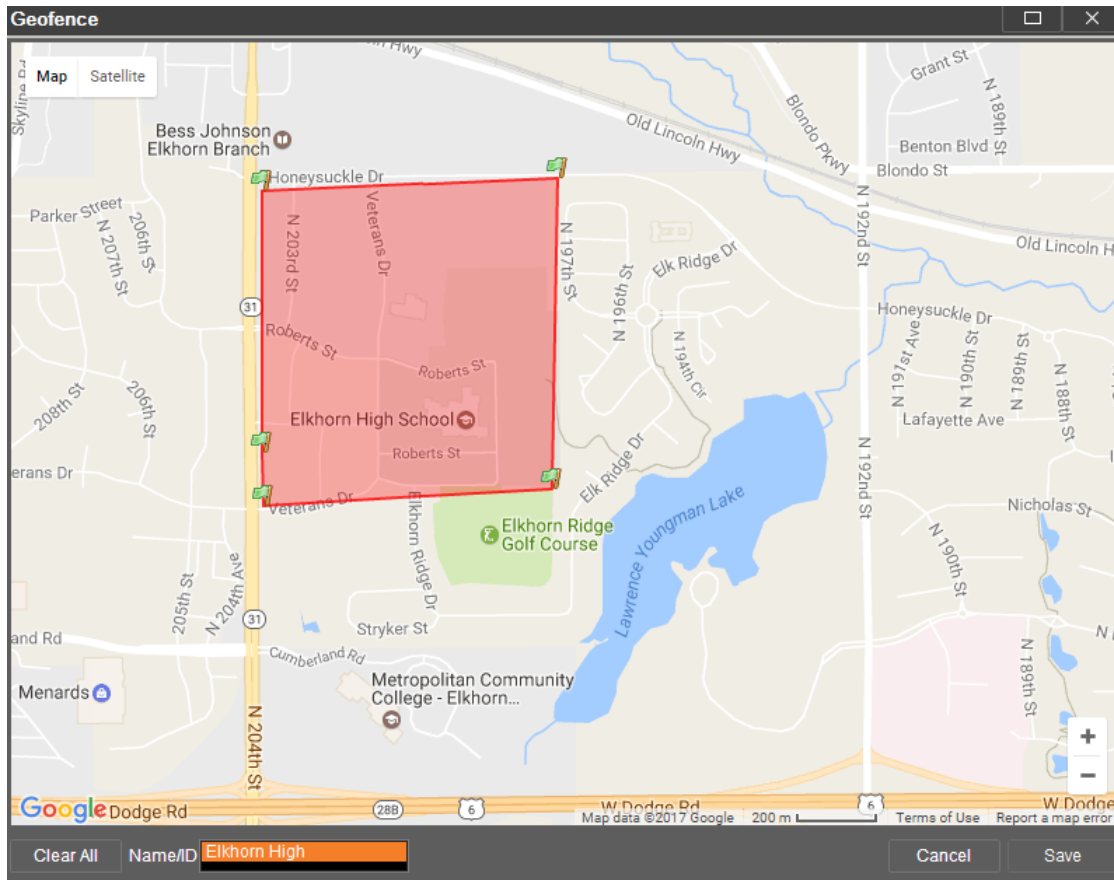 Geofence
Map
Satellite
Skyline Rd
Hwy
Grant St
N 189th St
Bess Johnson
Elkhorn Branch
Old Lincoln Hwy
Blondo Pkwy
Benton Blvd
Blondo St
Honeysuckle Dr
Parker Street
206th St
N 207th St
N 203rd St
Veterans Dr
N 197th St
N 196th St
Elk Ridge Dr
N 192nd St
Old Lincoln H
31
Roberts St
Roberts St
N 194th Cir
Honeysuckle Dr
N 191st Ave
N 190th St
N 189th St
N 188th St
208th St
206th St
Elkhorn High School
Lafayette Ave
Roberts St
erans Dr
Elk Ridge Dr
N 192nd St
Veterans Dr
Elkhorn Ridge Dr
Elkhorn Ridge
Golf Course
Lawrence Youngman Lake
Nicholas St
N 190th St
205th St
N 204th Ave
31
Stryker St
and Rd
Cumberland Rd
N 189th St
Menards
Metropolitan Community
College - Elkhorn...
N 204th St
+
−
Google
Dodge Rd
28B
6
W Dodge Rd
6
W Dodge
Map data ©2017 Google
200 m
Terms of Use
Report a map error
Clear All
Name/ID
Elkhorn High
Cancel
Save